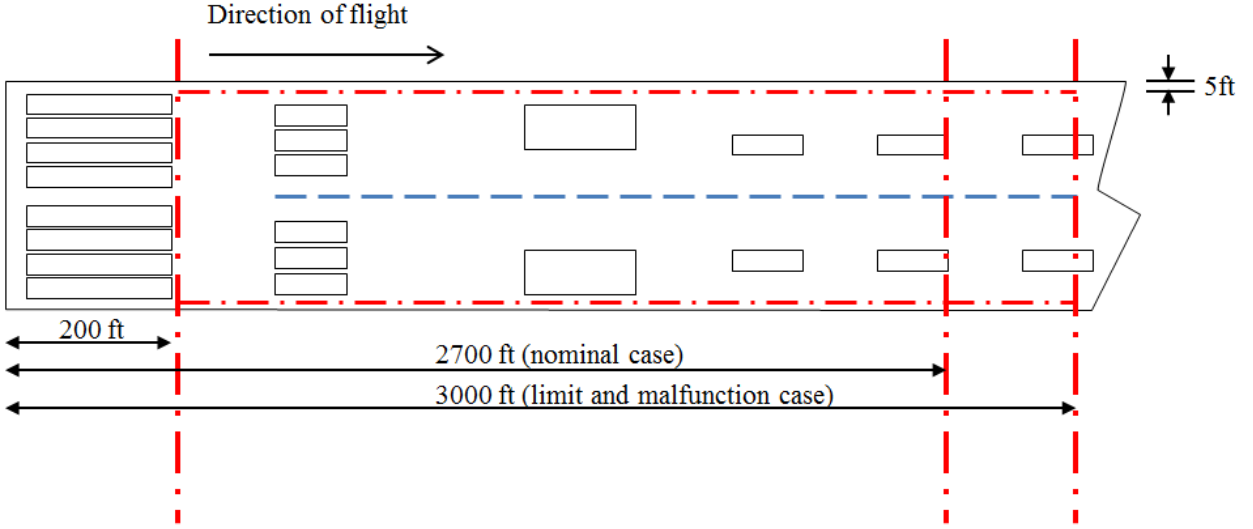 Direction of flight
5ft
200 ft
2700 ft (nominal case)
3000 ft (limit and malfunction case)